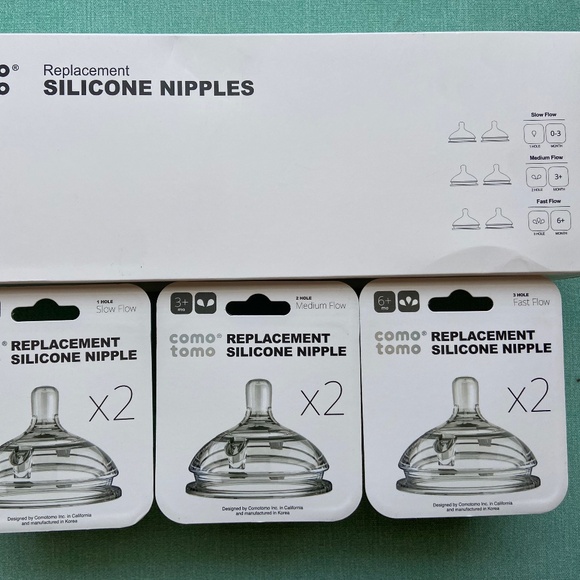 mo®
mo
Replacement
SILICONE NIPPLES
Slow Flow
0-3
1 HOLE
MONTH
Medium Flow
3+
2 HOLE
MONTH
Fast Flow
6+
3 HOLE
MONTH
1 HOLE
Slow Flow
® REPLACEMENT
SILICONE NIPPLE
x2
Designed by Comotomo Inc. in California
and manufactured in Korea
3+
mo
2 HOLE
Medium Flow
como®
tomo
REPLACEMENT
SILICONE NIPPLE
x2
Designed by Comotomo Inc. in California
and manufactured in Korea
6+
mo
3 HOLE
Fast Flow
como®
tomo
REPLACEMENT
SILICONE NIPPLE
x2
Designed by Comotomo Inc. in California
and manufactured in Korea